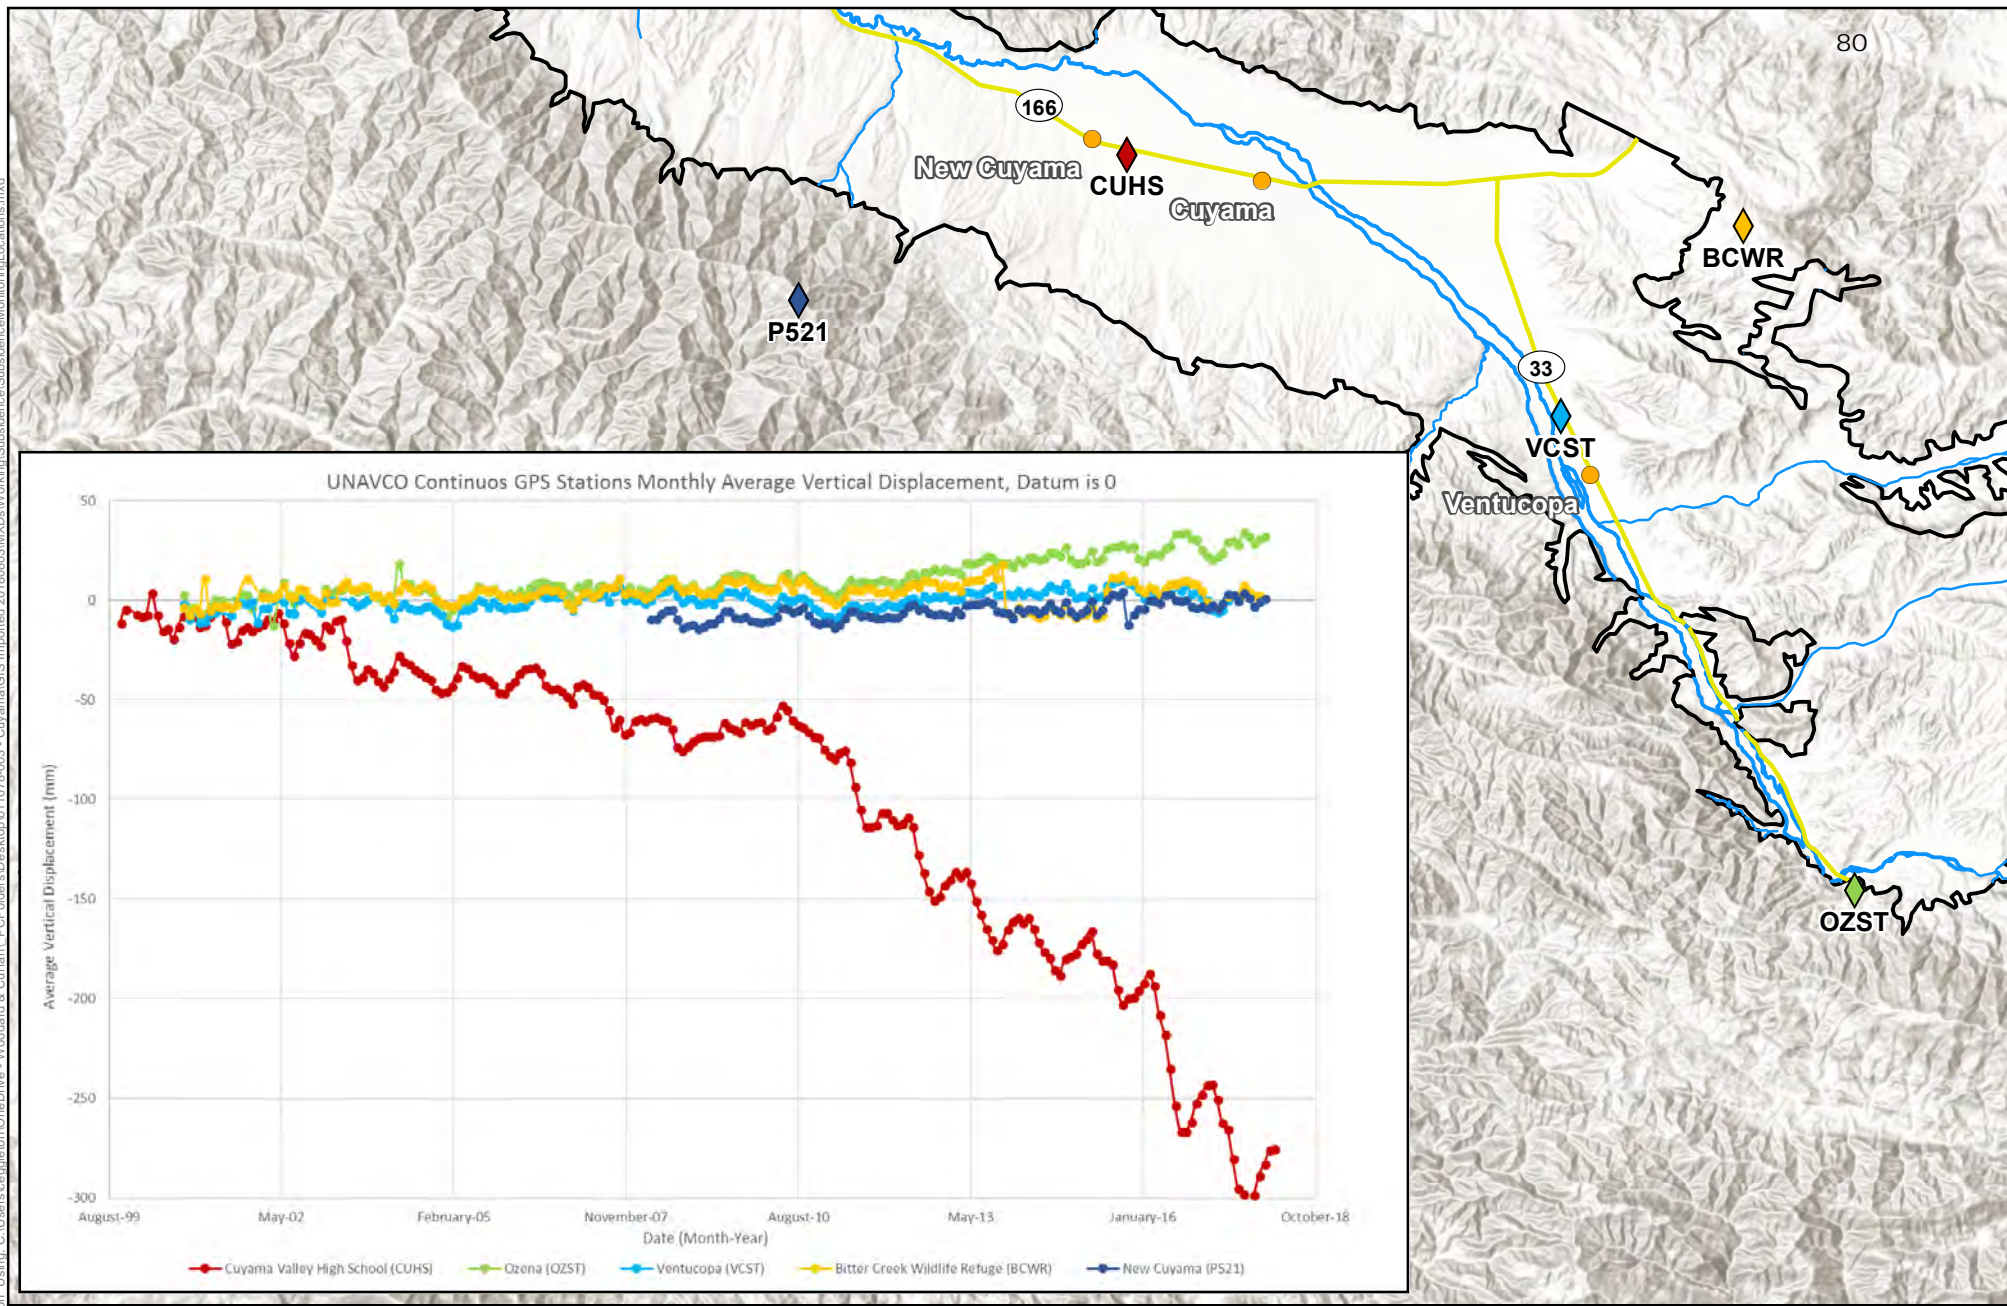 80
166
New Cuyama
CUHS
Cuyama
BCWR
P521
33
VCST
Ventucopa
OZST
UNAVCO Continuos GPS Stations Monthly Average Vertical Displacement, Datum is 0
Average Vertical Displacement (mm)
50
0
-50
-100
-150
-200
-250
-300
August-99 May-02 February-05 November-07 August-10 May-13 January-16 October-18
Date (Month-Year)
Cuyama Valley High School (CUHS) Ozena (OZST) Ventucopa (VCST) Bitter Creek Wildlife Refuge (BCWR) New Cuyama (P521)